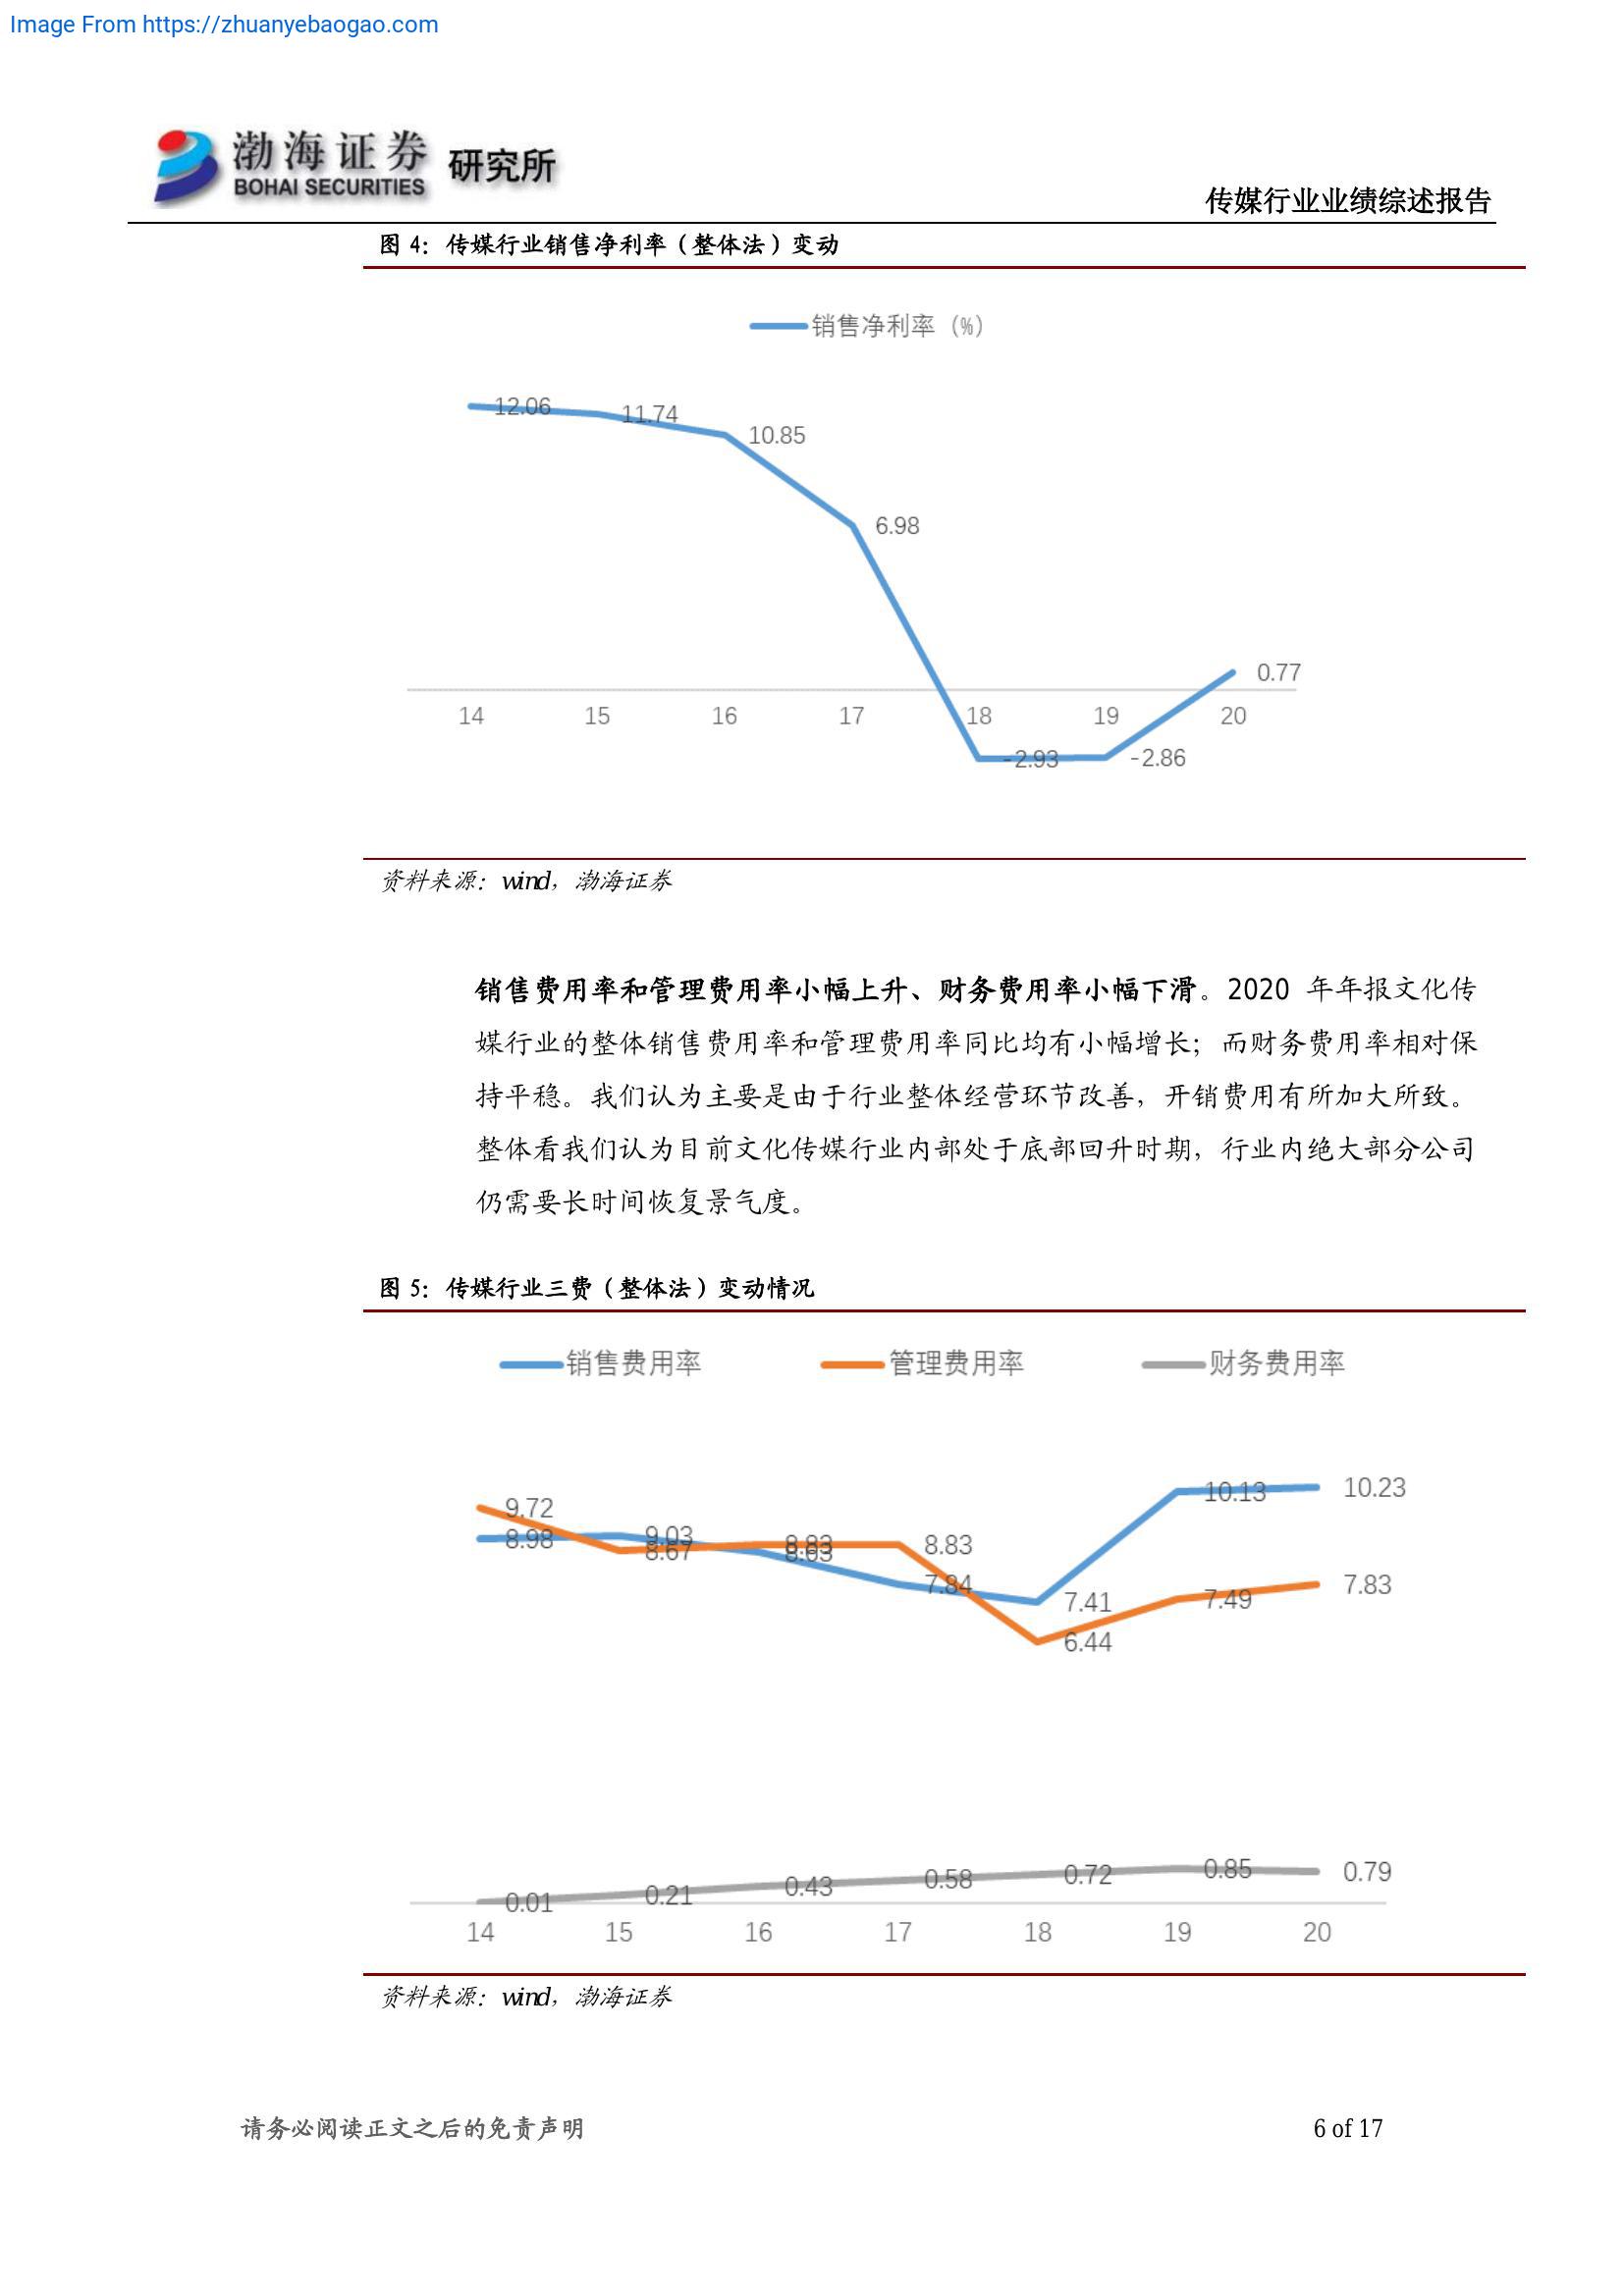 Image From https://zhuanyebaogao.com
渤海证券 研究所
BOHAI SECURITIES
传媒行业业绩综述报告
图 4：传媒行业销售净利率（整体法）变动
销售净利率（%）
12.06
11.74
10.85
6.98
-2.93
-2.86
0.77
14 15 16 17 18 19 20
资料来源：wind，渤海证券
销售费用率和管理费用率小幅上升、财务费用率小幅下滑。2020 年年报文化传
媒行业的整体销售费用率和管理费用率同比均有小幅增长；而财务费用率相对保
持平稳。我们认为主要是由于行业整体经营环节改善，开销费用有所加大所致。
整体看我们认为目前文化传媒行业内部处于底部回升时期，行业内绝大部分公司
仍需要长时间恢复景气度。
图 5：传媒行业三费（整体法）变动情况
销售费用率 管理费用率 财务费用率
8.98 9.03 8.63 7.84 7.41 10.13 10.23
9.72 8.67 8.83 8.83 6.44 7.49 7.83
0.01 0.21 0.43 0.58 0.72 0.85 0.79
14 15 16 17 18 19 20
资料来源：wind，渤海证券
请务必阅读正文之后的免责声明
6 of 17